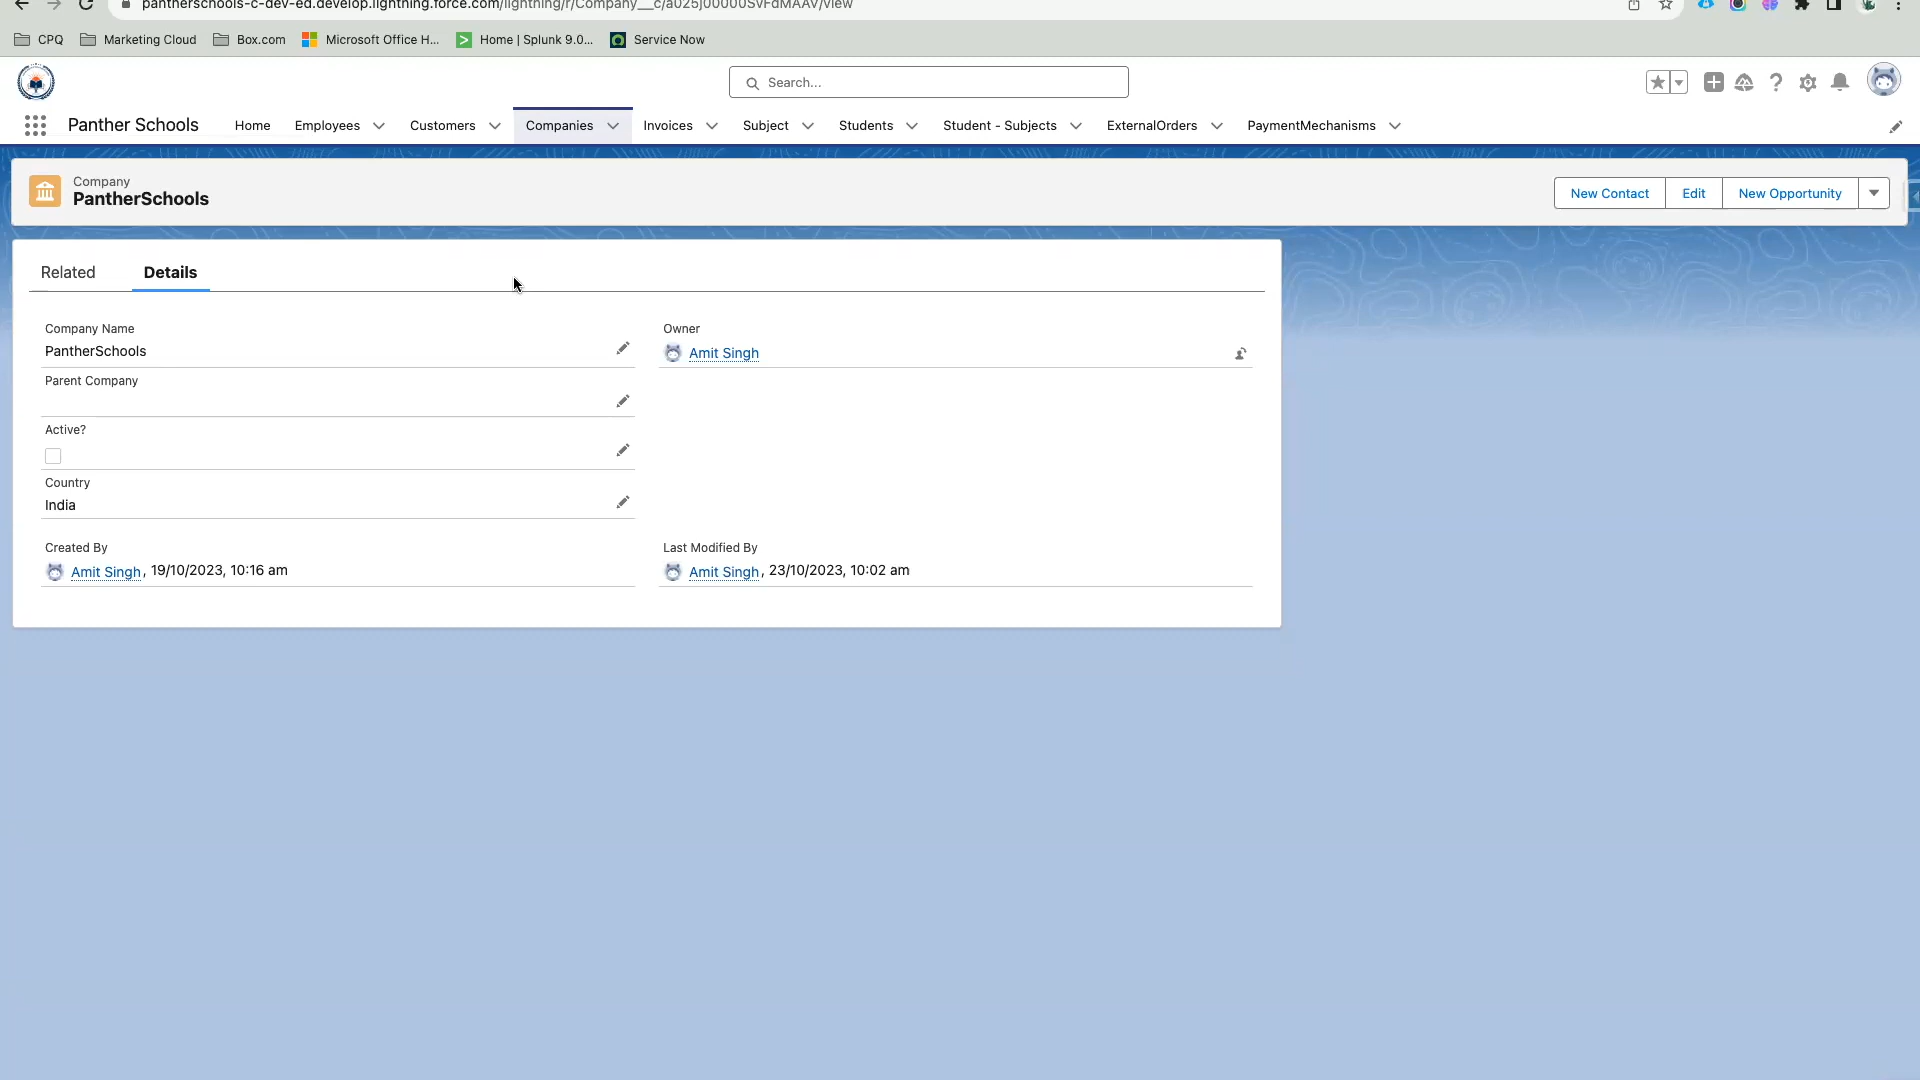 pantherschools-c-dev-ed.develop.lightning.force.com/lightning/r/Company__c/a025j00000SVFdMAAV/view
CPQ Marketing Cloud Box.com Microsoft Office H... Home | Splunk 9.0... Service Now
Search...
Panther Schools Home Employees Customers Companies Invoices Subject Students Student - Subjects ExternalOrders PaymentMechanisms
Company
PantherSchools
New Contact Edit New Opportunity
Related Details
Company Name
PantherSchools
Owner
Amit Singh
Parent Company
Active?
Country
India
Created By
Amit Singh, 19/10/2023, 10:16 am
Last Modified By
Amit Singh, 23/10/2023, 10:02 am